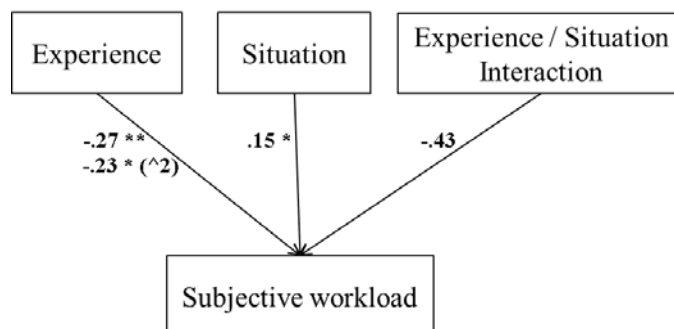 Experience
Situation
Experience / Situation
Interaction
-.27 **
-.23 * (^2)
.15 *
-.43
Subjective workload